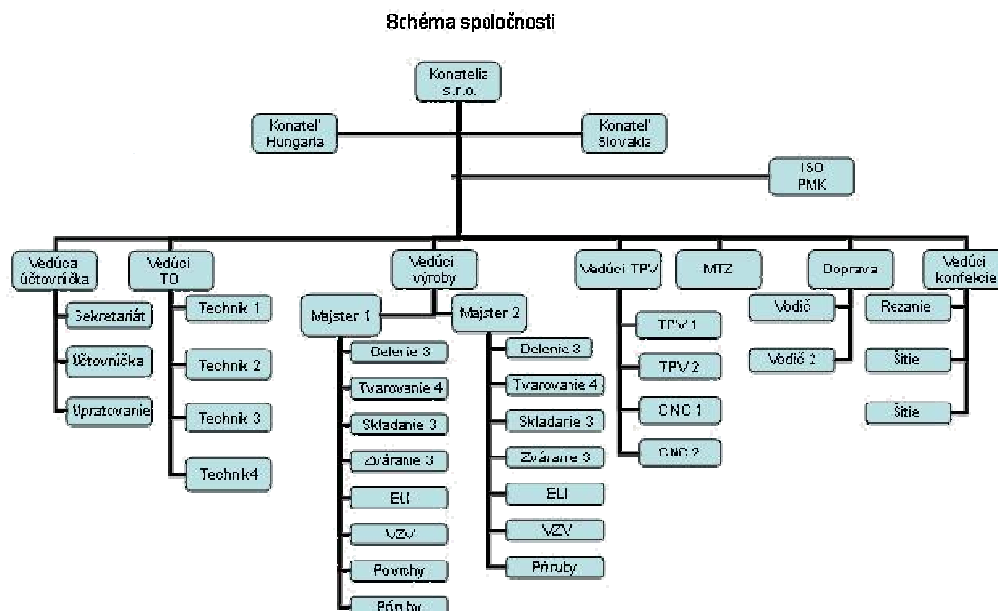 Schéma spoločnosti
Konatelia
s.r.o.
Konateľ
Hungaria
Konateľ
Slovakia
ISO
PMK
Vedúca
účtovníčka
Vedúci
TO
Vedúci
výroby
Vedúci TPV
MTZ
Doprava
Vedúci
konfekcie
Sekretariát
Účtovníčka
Upratovanie
Technik 1
Technik 2
Technik 3
Technik4
Majster 1
Delenie 3
Tvarovanie 4
Skladanie 3
Zváranie 3
ELI
VZV
Povrchy
Príruby
Majster 2
Delenie 3
Tvarovanie 4
Skladanie 3
Zváranie 3
ELI
VZV
Príruby
TPV 1
TPV 2
CNC 1
CNC 2
Vodič
Vodič 2
Rezanie
Šitie
Šitie